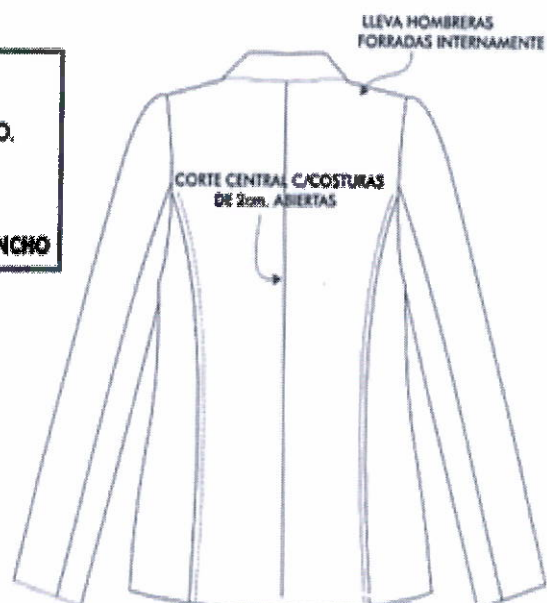 LLEVA HOMBRERAS
FORRADAS INTERNAMENTE
CORTE CENTRAL C/COSTURAS
DE 2cm. ABIERTAS